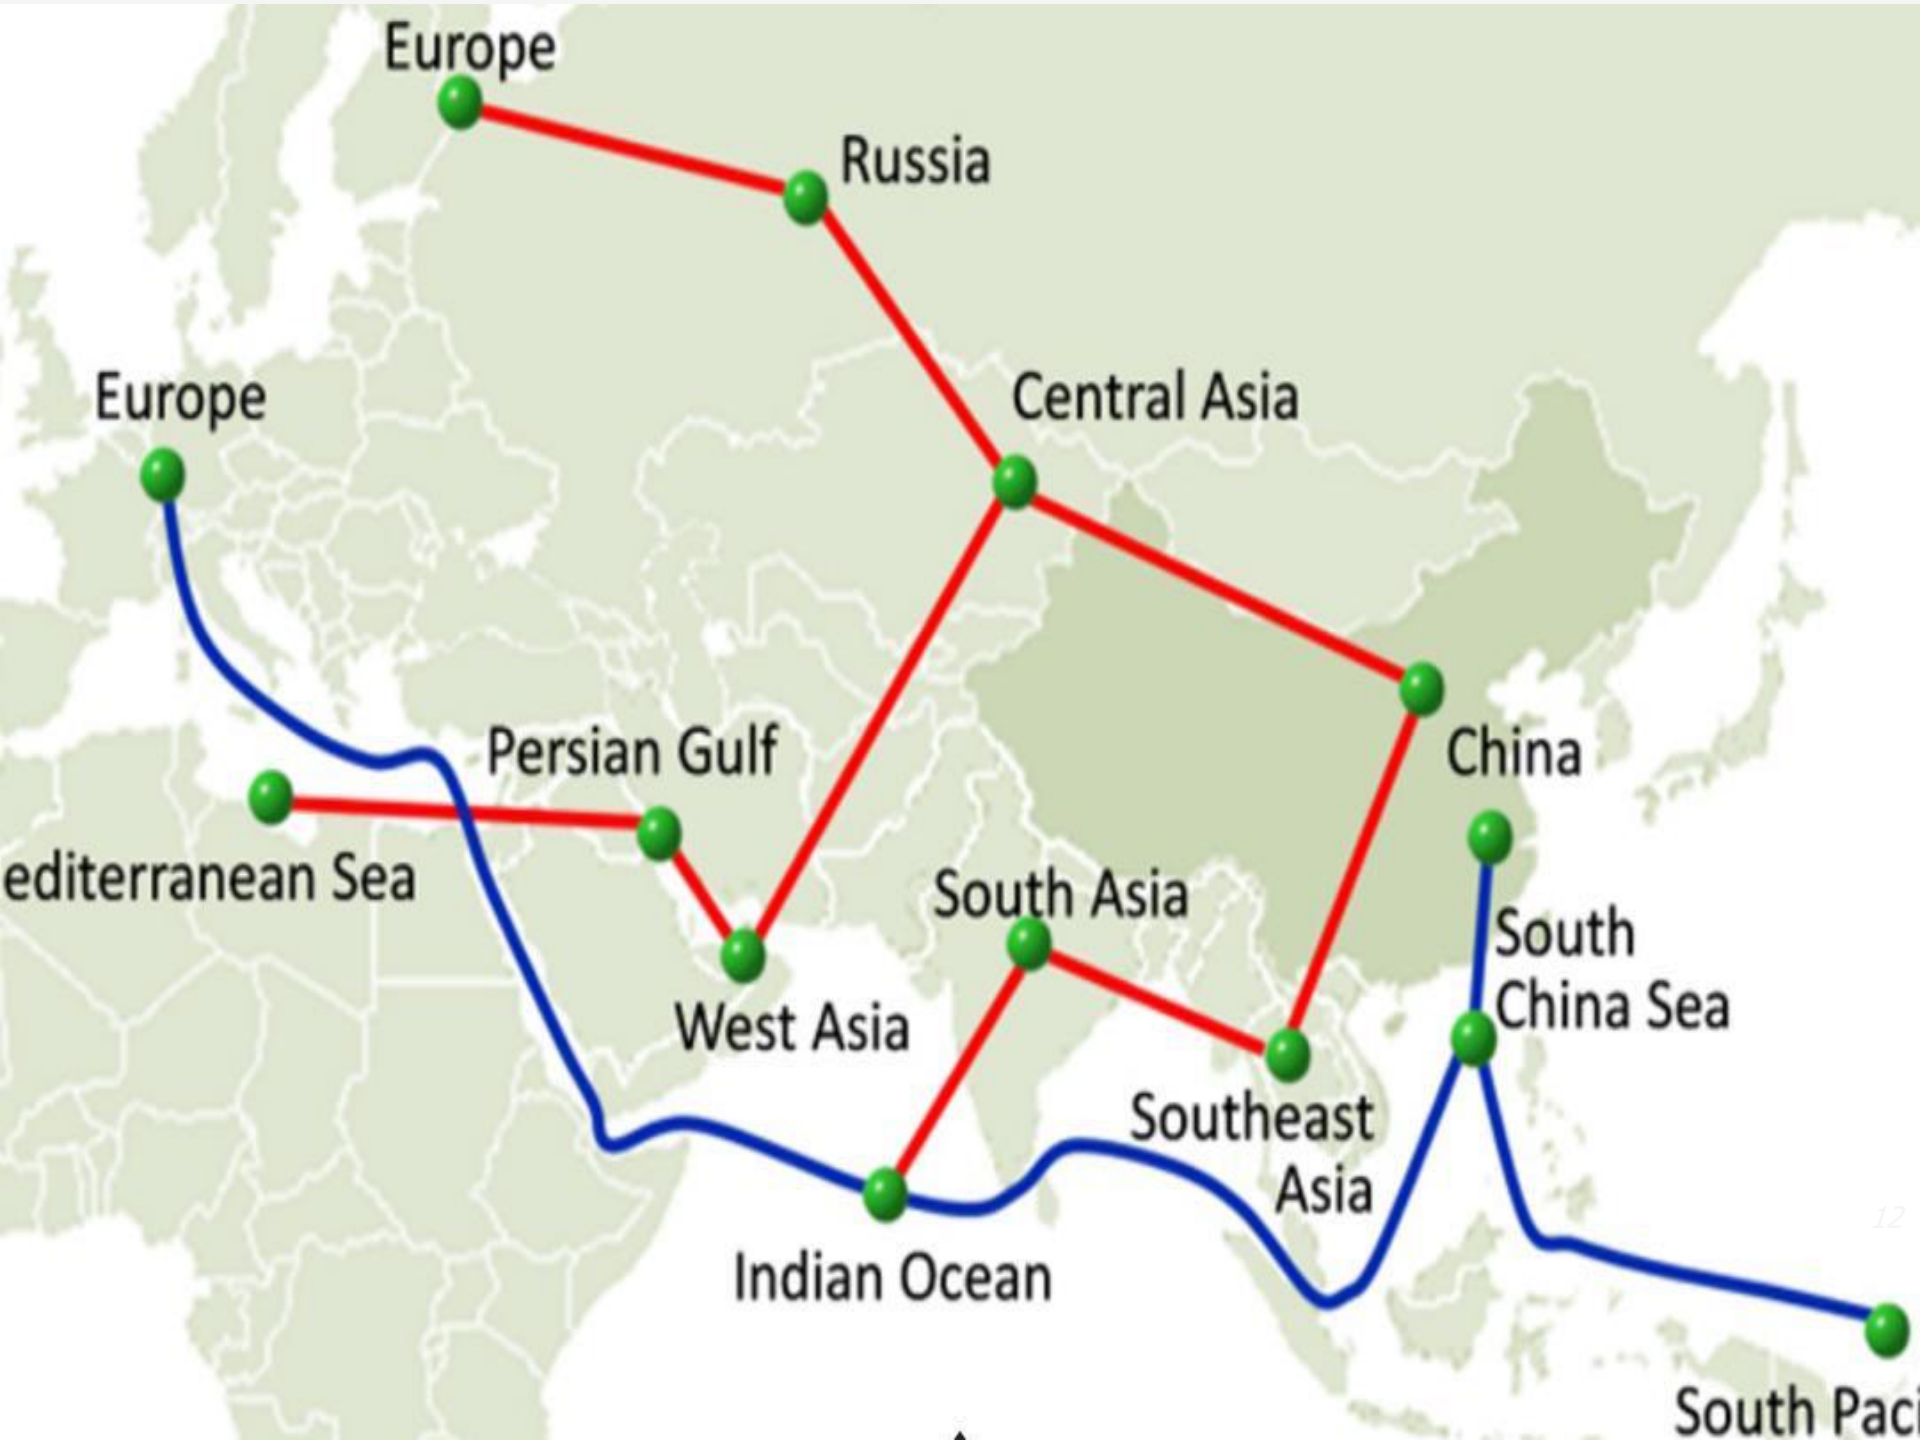 Europe
Russia
Europe
Central Asia
Persian Gulf
China
editerranean Sea
South Asia
South
China Sea
West Asia
Southeast
Asia
12
Indian Ocean
South Paci